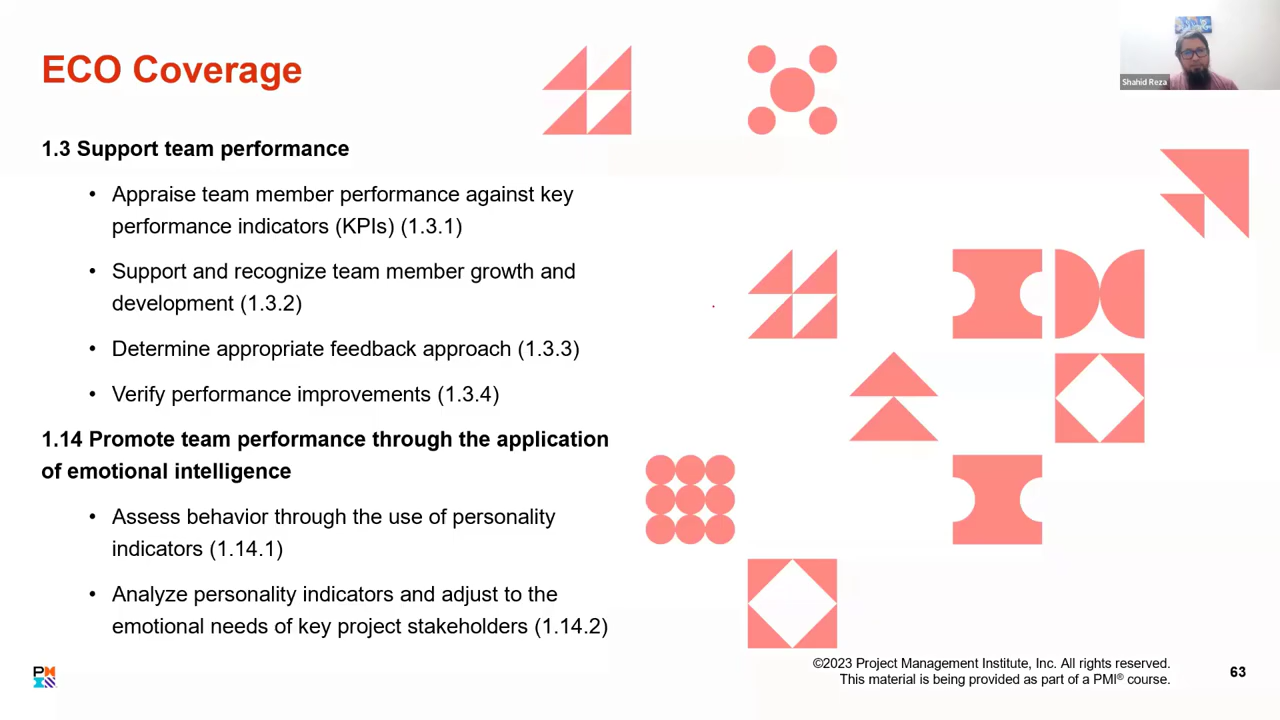 ECO Coverage
Shahid Reza
1.3 Support team performance
• Appraise team member performance against key
performance indicators (KPIs) (1.3.1)
• Support and recognize team member growth and
development (1.3.2)
• Determine appropriate feedback approach (1.3.3)
• Verify performance improvements (1.3.4)
1.14 Promote team performance through the application
of emotional intelligence
• Assess behavior through the use of personality
indicators (1.14.1)
• Analyze personality indicators and adjust to the
emotional needs of key project stakeholders (1.14.2)
©2023 Project Management Institute, Inc. All rights reserved.
This material is being provided as part of a PMI® course.
63